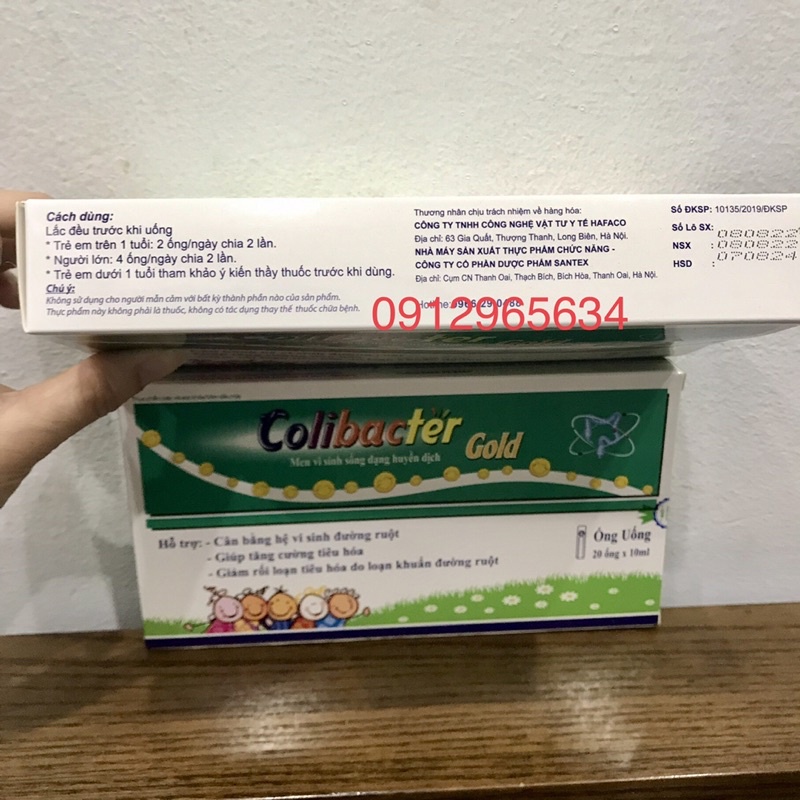 Cách dùng:
Lắc đều trước khi uống
* Trẻ em trên 1 tuổi: 2 ống/ngày chia 2 lần.
* Người lớn: 4 ống/ngày chia 2 lần.
* Trẻ em dưới 1 tuổi tham khảo ý kiến thầy thuốc trước khi dùng.
Chú ý:
Không sử dụng cho người mẫn cảm với bất kỳ thành phần nào của sản phẩm.
Thực phẩm này không phải là thuốc, không có tác dụng thay thế thuốc chữa bệnh.
Thương nhân chịu trách nhiệm về hàng hóa:
CÔNG TY TNHH CÔNG NGHỆ VẬT TƯ Y TẾ HAFACO
Địa chỉ: 63 Gia Quất, Thượng Thanh, Long Biên, Hà Nội.
NHÀ MÁY SẢN XUẤT THỰC PHẨM CHỨC NĂNG -
CÔNG TY CỔ PHẦN DƯỢC PHẨM SANTEX
Địa chỉ: Cụm CN Thanh Oai, Thạch Bích, Bích Hòa, Thanh Oai, Hà Nội.
Hotline:
0912965634
Số ĐKSP: 10135/2019/ĐKSP
Số Lô SX: 080822
NSX : 080822
HSD : 070824
Colibacter Gold
Men vi sinh sống dạng huyền dịch
Hỗ trợ: - Cân bằng hệ vi sinh đường ruột
- Giúp tăng cường tiêu hóa
- Giảm rối loạn tiêu hóa do loạn khuẩn đường ruột
Ống Uống
20 ống x 10ml